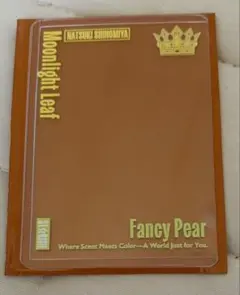 NATSUKI SHINOMIYA
Moonlight Leaf
Fancy Pear
Where Scent Meets Color—A World Just for You.